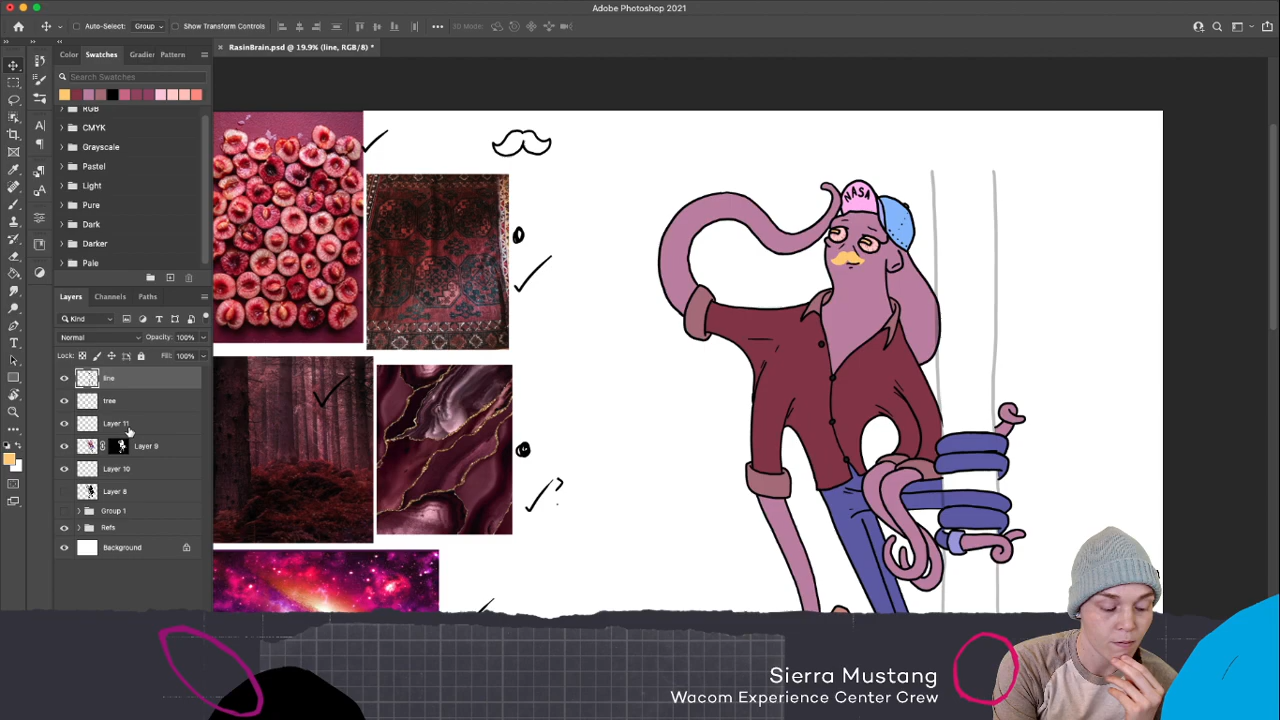 Adobe Photoshop 2021
Auto-Select: Group Show Transform Controls 3D Mode:
RasinBrain.psd @ 19.9% (line, RGB/8) *
Color Swatches Gradier Pattern
Search Swatches
RGB
CMYK
Grayscale
Pastel
Light
Pure
Dark
Darker
Pale
Layers Channels Paths
Kind
Normal Opacity: 100%
Lock: Fill: 100%
line
tree
Layer 11
Layer 9
Layer 10
Layer 8
Group 1
Refs
Background
NASA
Sierra Mustang
Wacom Experience Center Crew